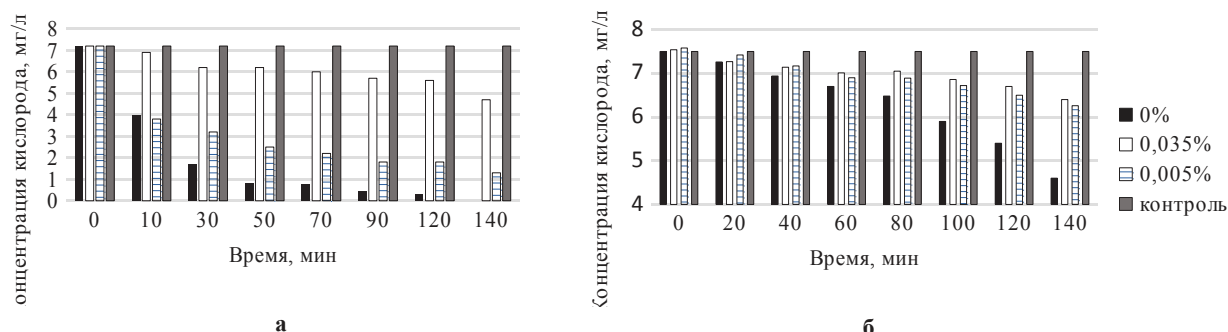 онцентрация кислорода, мг/л
8
7
6
5
4
3
2
1
0
0 10 30 50 70 90 120 140
Время, мин
а
Концентрация кислорода, мг/л
8
7
6
5
4
0 20 40 60 80 100 120 140
Время, мин
б
0%
0,035%
0,005%
контроль